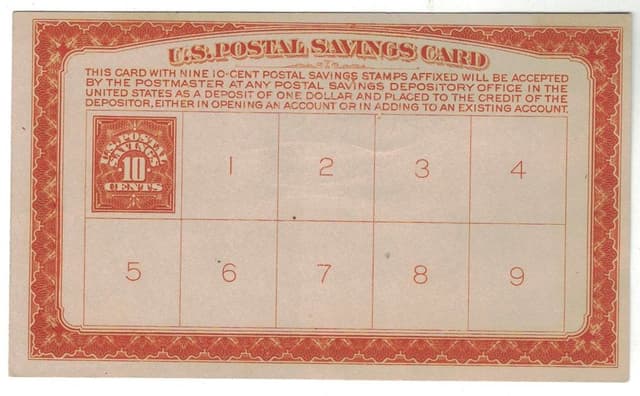 U.S. POSTAL SAVINGS CARD
THIS CARD WITH NINE 10-CENT POSTAL SAVINGS STAMPS AFFIXED WILL BE ACCEPTED
BY THE POSTMASTER AT ANY POSTAL SAVINGS DEPOSITORY OFFICE IN THE
UNITED STATES AS A DEPOSIT OF ONE DOLLAR AND PLACED TO THE CREDIT OF THE
DEPOSITOR, EITHER IN OPENING AN ACCOUNT OR IN ADDING TO AN EXISTING ACCOUNT.
U.S. POSTAL
SAVINGS
10
CENTS
1 2 3 4
5 6 7 8 9